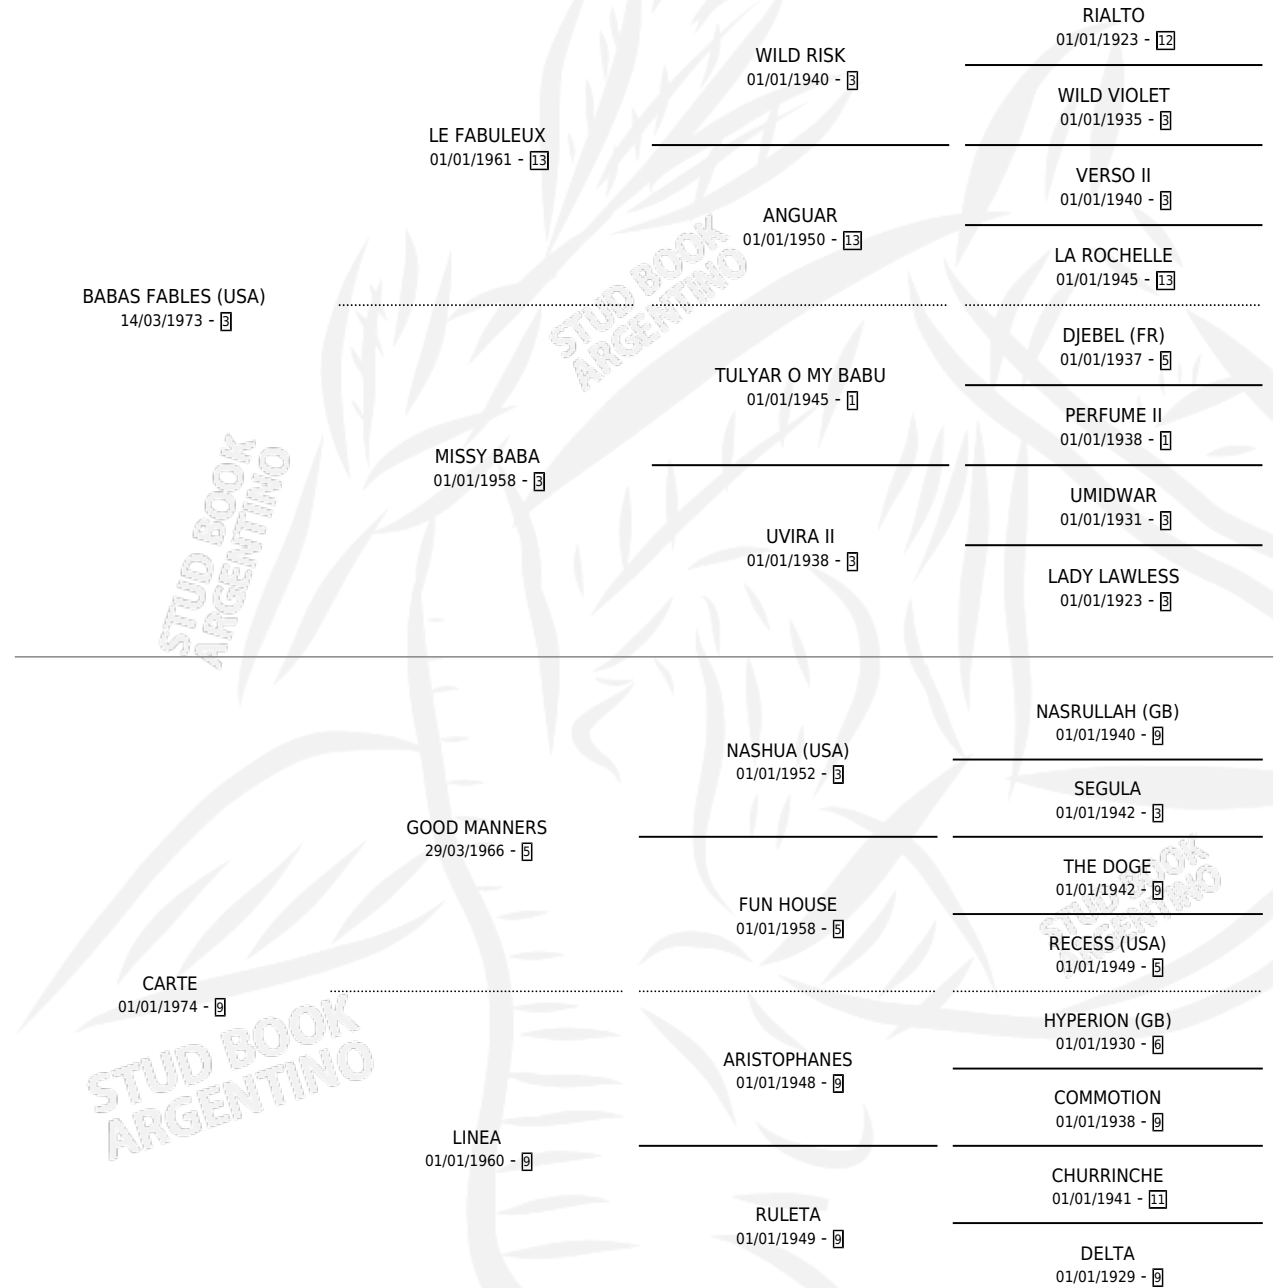 RIALTO
01/01/1923 - 12
WILD RISK
01/01/1940 - 3
WILD VIOLET
01/01/1935 - 3
LE FABULEUX
01/01/1961 - 13
VERSO II
01/01/1940 - 3
ANGUAR
01/01/1950 - 13
LA ROCHELLE
01/01/1945 - 13
BABAS FABLES (USA)
14/03/1973 - 3
DJEBEL (FR)
01/01/1937 - 5
TULYAR O MY BABU
01/01/1945 - 1
PERFUME II
01/01/1938 - 1
MISSY BABA
01/01/1958 - 3
UMIDWAR
01/01/1931 - 3
UVIRA II
01/01/1938 - 3
LADY LAWLESS
01/01/1923 - 3
STUD BOOK
ARGENTINO
STUD BOOK
ARGENTINO
NASRULLAH (GB)
01/01/1940 - 9
NASHUA (USA)
01/01/1952 - 3
SEGULA
01/01/1942 - 3
GOOD MANNERS
29/03/1966 - 5
THE DOGE
01/01/1942 - 9
FUN HOUSE
01/01/1958 - 5
RECESS (USA)
01/01/1949 - 5
STUD BOOK
ARGENTINO
CARTE
01/01/1974 - 9
HYPERION (GB)
01/01/1930 - 6
ARISTOPHANES
01/01/1948 - 9
COMMOTION
01/01/1938 - 9
STUD BOOK
ARGENTINO
LINEA
01/01/1960 - 9
CHURRINCHE
01/01/1941 - 11
RULETA
01/01/1949 - 9
DELTA
01/01/1929 - 9